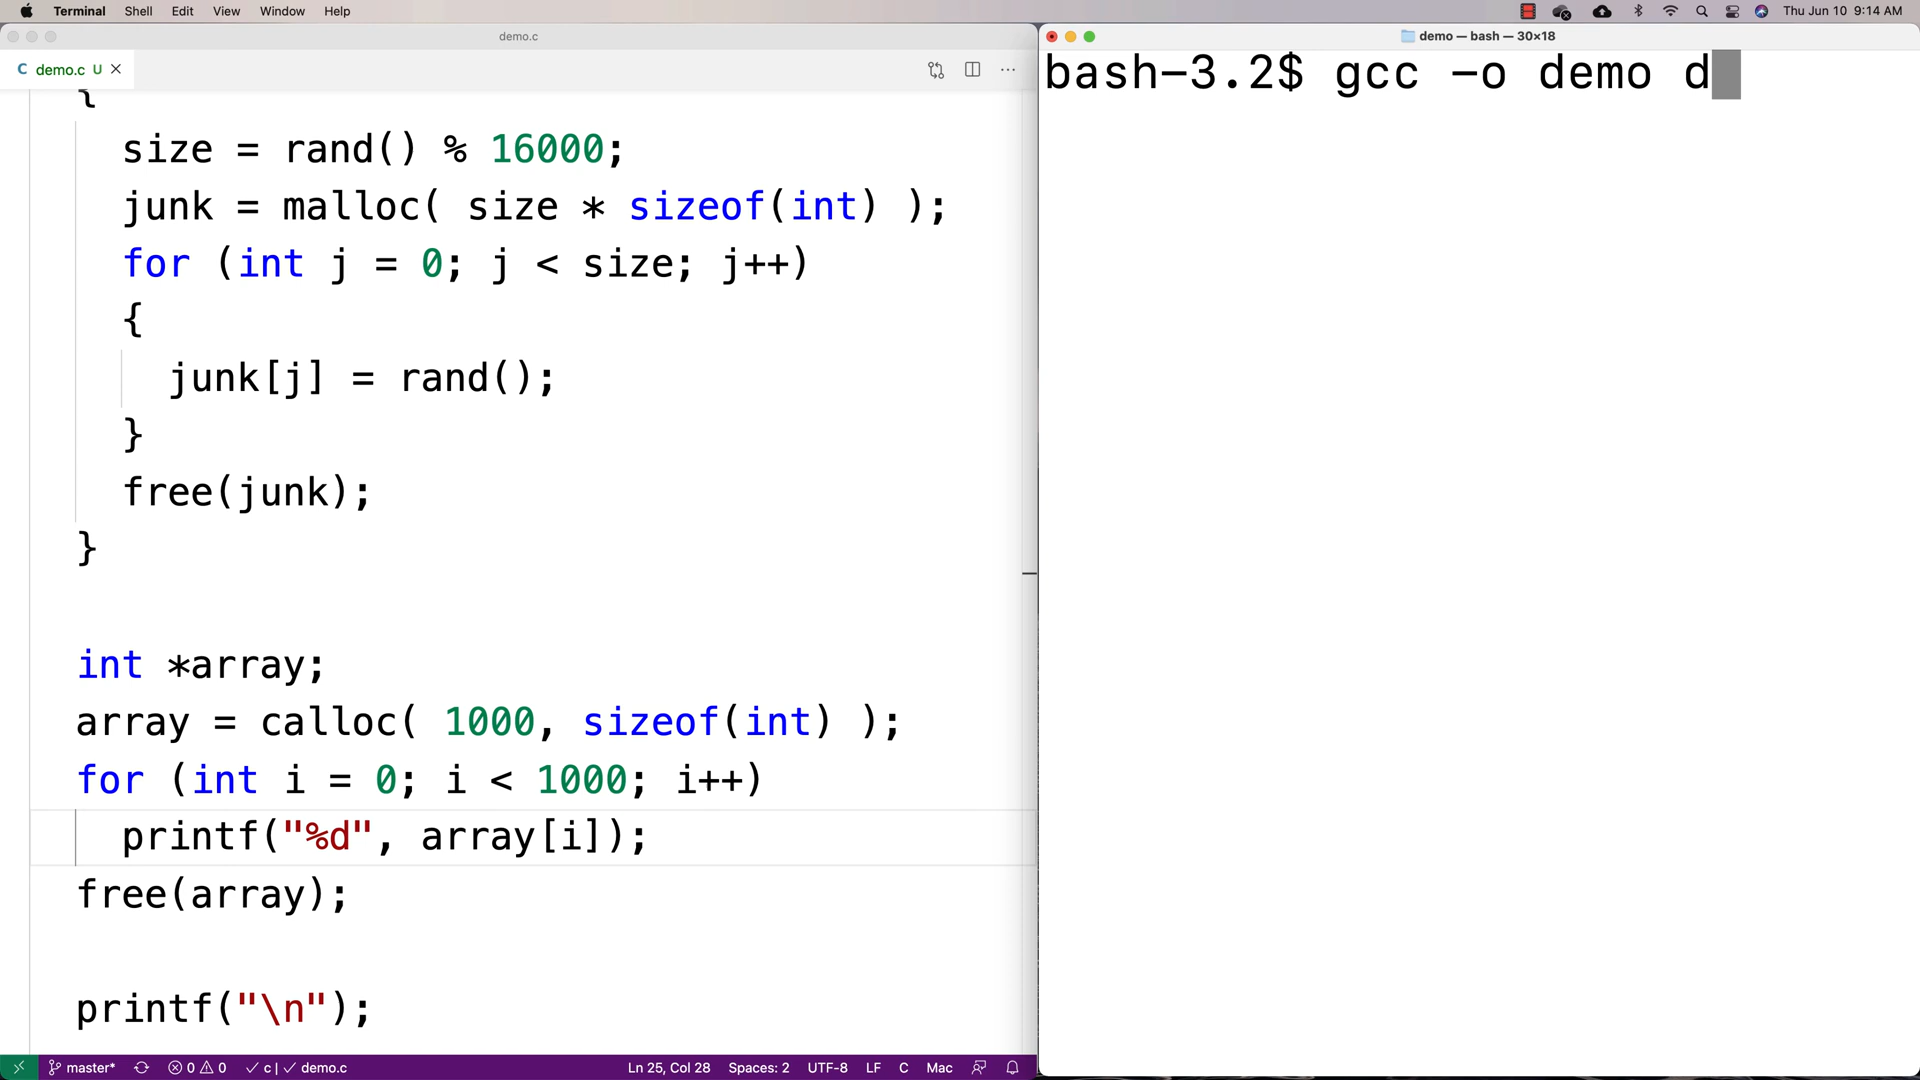 Terminal Shell Edit View Window Help Thu Jun 10 9:14 AM
demo.c
C demo.c U
{
size = rand() % 16000;
junk = malloc( size * sizeof(int) );
for (int j = 0; j < size; j++)
{
junk[j] = rand();
}
free(junk);
}
int *array;
array = calloc( 1000, sizeof(int) );
for (int i = 0; i < 1000; i++)
printf("%d", array[i]);
free(array);
printf("\n");
master* 0 0 c | demo.c Ln 25, Col 28 Spaces: 2 UTF-8 LF C Mac
demo — bash — 30×18
bash-3.2$ gcc -o demo d